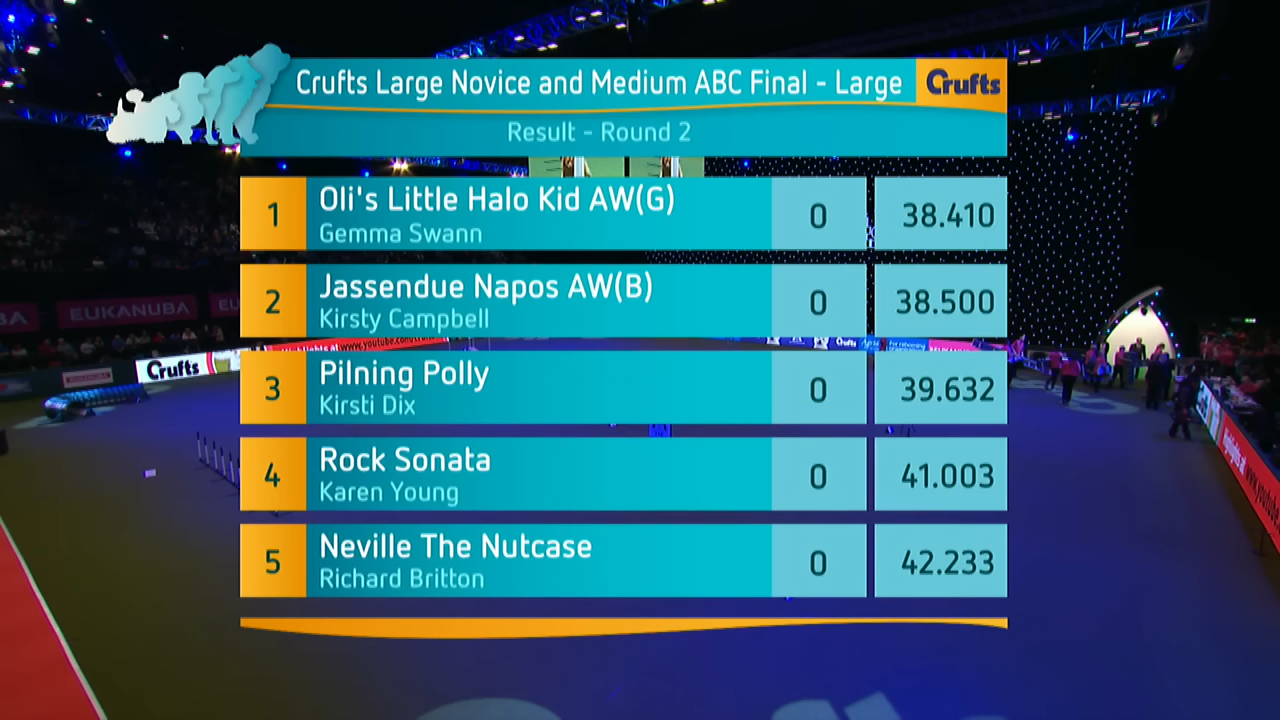 Crufts Large Novice and Medium ABC Final - Large
Crufts
Result - Round 2
1
Oli's Little Halo Kid AW(G)
Gemma Swann
0
38.410
2
Jassendue Napos AW(B)
Kirsty Campbell
0
38.500
3
Pilning Polly
Kirsti Dix
0
39.632
4
Rock Sonata
Karen Young
0
41.003
5
Neville The Nutcase
Richard Britton
0
42.233
EUKANUBA
EU
Crufts
Crufts